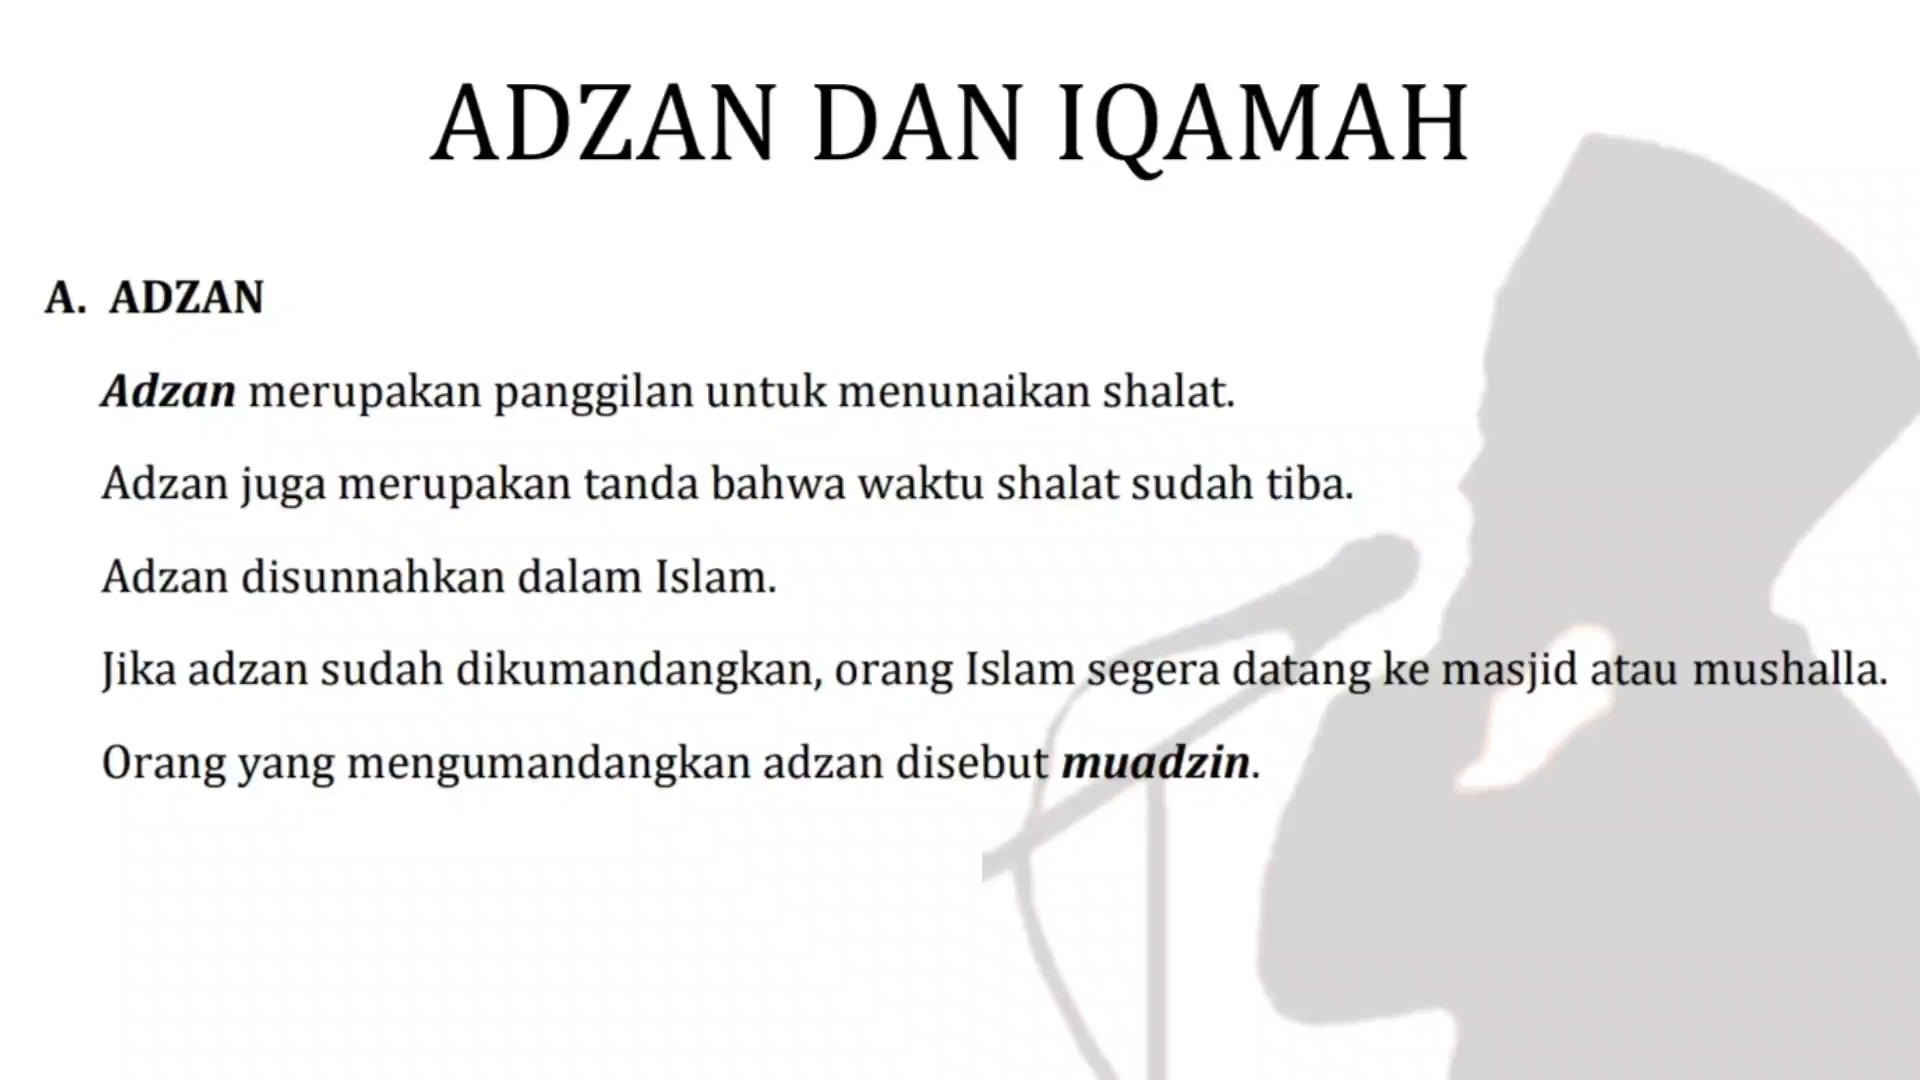 ADZAN DAN IQAMAH
A. ADZAN
Adzan merupakan panggilan untuk menunaikan shalat.
Adzan juga merupakan tanda bahwa waktu shalat sudah tiba.
Adzan disunnahkan dalam Islam.
Jika adzan sudah dikumandangkan, orang Islam segera datang ke masjid atau mushalla.
Orang yang mengumandangkan adzan disebut muadzin.